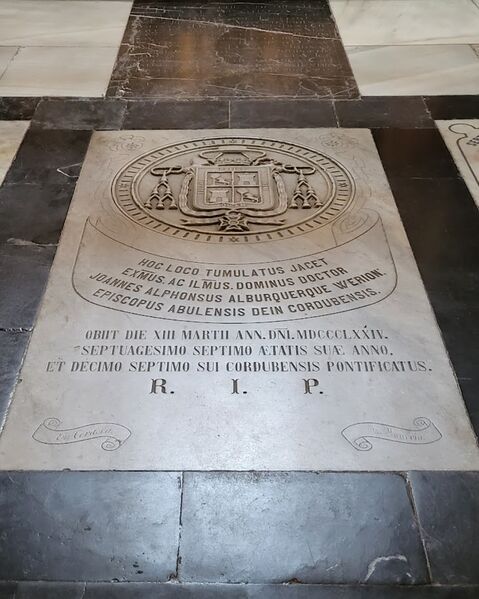 HOC LOCO TUMULATUS JACET
EXMUS. AC ILMUS. DOMINUS DOCTOR
JOANNES ALPHONSUS ALBURQUERQUE WERION.
EPISCOPUS ABULENSIS DEIN CORDUBENSIS.
OBIIT DIE XIII MARTII ANN. DNI. MDCCCLXXIV.
SEPTUAGESIMO SEPTIMO ÆTATIS SUÆ ANNO,
ET DECIMO SEPTIMO SUI CORDUBENSIS PONTIFICATUS.
R. I. P.